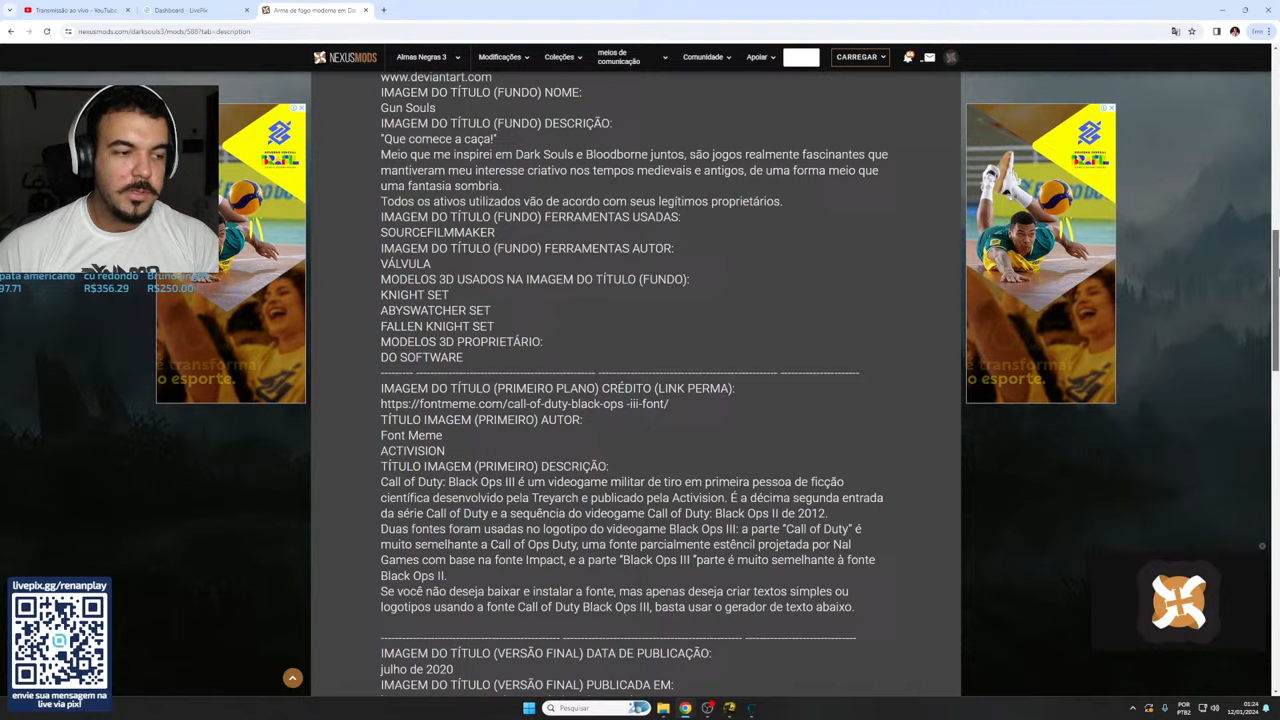 Transmissão ao vivo - YouTube
Dashboard - LivePix
Arma de fogo moderna em Da
nexusmods.com/darksouls3/mods/588?tab=description
NEXUSMODS
Almas Negras 3
Modificações
Coleções
meios de
comunicação
Comunidade
Apoiar
CARREGAR
www.deviantart.com
IMAGEM DO TÍTULO (FUNDO) NOME:
Gun Souls
IMAGEM DO TÍTULO (FUNDO) DESCRIÇÃO:
"Que comece a caça!"
Meio que me inspirei em Dark Souls e Bloodborne juntos, são jogos realmente fascinantes que
mantiveram meu interesse criativo nos tempos medievais e antigos, de uma forma meio que
uma fantasia sombria.
Todos os ativos utilizados vão de acordo com seus legítimos proprietários.
IMAGEM DO TÍTULO (FUNDO) FERRAMENTAS USADAS:
SOURCEFILMMAKER
IMAGEM DO TÍTULO (FUNDO) FERRAMENTAS AUTOR:
VÁLVULA
MODELOS 3D USADOS NA IMAGEM DO TÍTULO (FUNDO):
KNIGHT SET
ABYSWATCHER SET
FALLEN KNIGHT SET
MODELOS 3D PROPRIETÁRIO:
DO SOFTWARE
IMAGEM DO TÍTULO (PRIMEIRO PLANO) CRÉDITO (LINK PERMA):
https://fontmeme.com/call-of-duty-black-ops -iii-font/
TÍTULO IMAGEM (PRIMEIRO) AUTOR:
Font Meme
ACTIVISION
TÍTULO IMAGEM (PRIMEIRO) DESCRIÇÃO:
Call of Duty: Black Ops III é um videogame militar de tiro em primeira pessoa de ficção
científica desenvolvido pela Treyarch e publicado pela Activision. É a décima segunda entrada
da série Call of Duty e a sequência do videogame Call of Duty: Black Ops II de 2012.
Duas fontes foram usadas no logotipo do videogame Black Ops III: a parte "Call of Duty" é
muito semelhante a Call of Ops Duty, uma fonte parcialmente estêncil projetada por Nal
Games com base na fonte Impact, e a parte "Black Ops III "parte é muito semelhante à fonte
Black Ops II.
Se você não deseja baixar e instalar a fonte, mas apenas deseja criar textos simples ou
logotipos usando a fonte Call of Duty Black Ops III, basta usar o gerador de texto abaixo.
IMAGEM DO TÍTULO (VERSÃO FINAL) DATA DE PUBLICAÇÃO:
julho de 2020
IMAGEM DO TÍTULO (VERSÃO FINAL) PUBLICADA EM:
pata americano
97.71
cu redondo
R$356.29
R$250.00
BRASIL
é transformar
o esporte.
é transformar
o esporte.
livepix.gg/renanplay
envie sua mensagem na
live via pix!
Pesquisar
POR
PTB2
01:24
12/01/2024